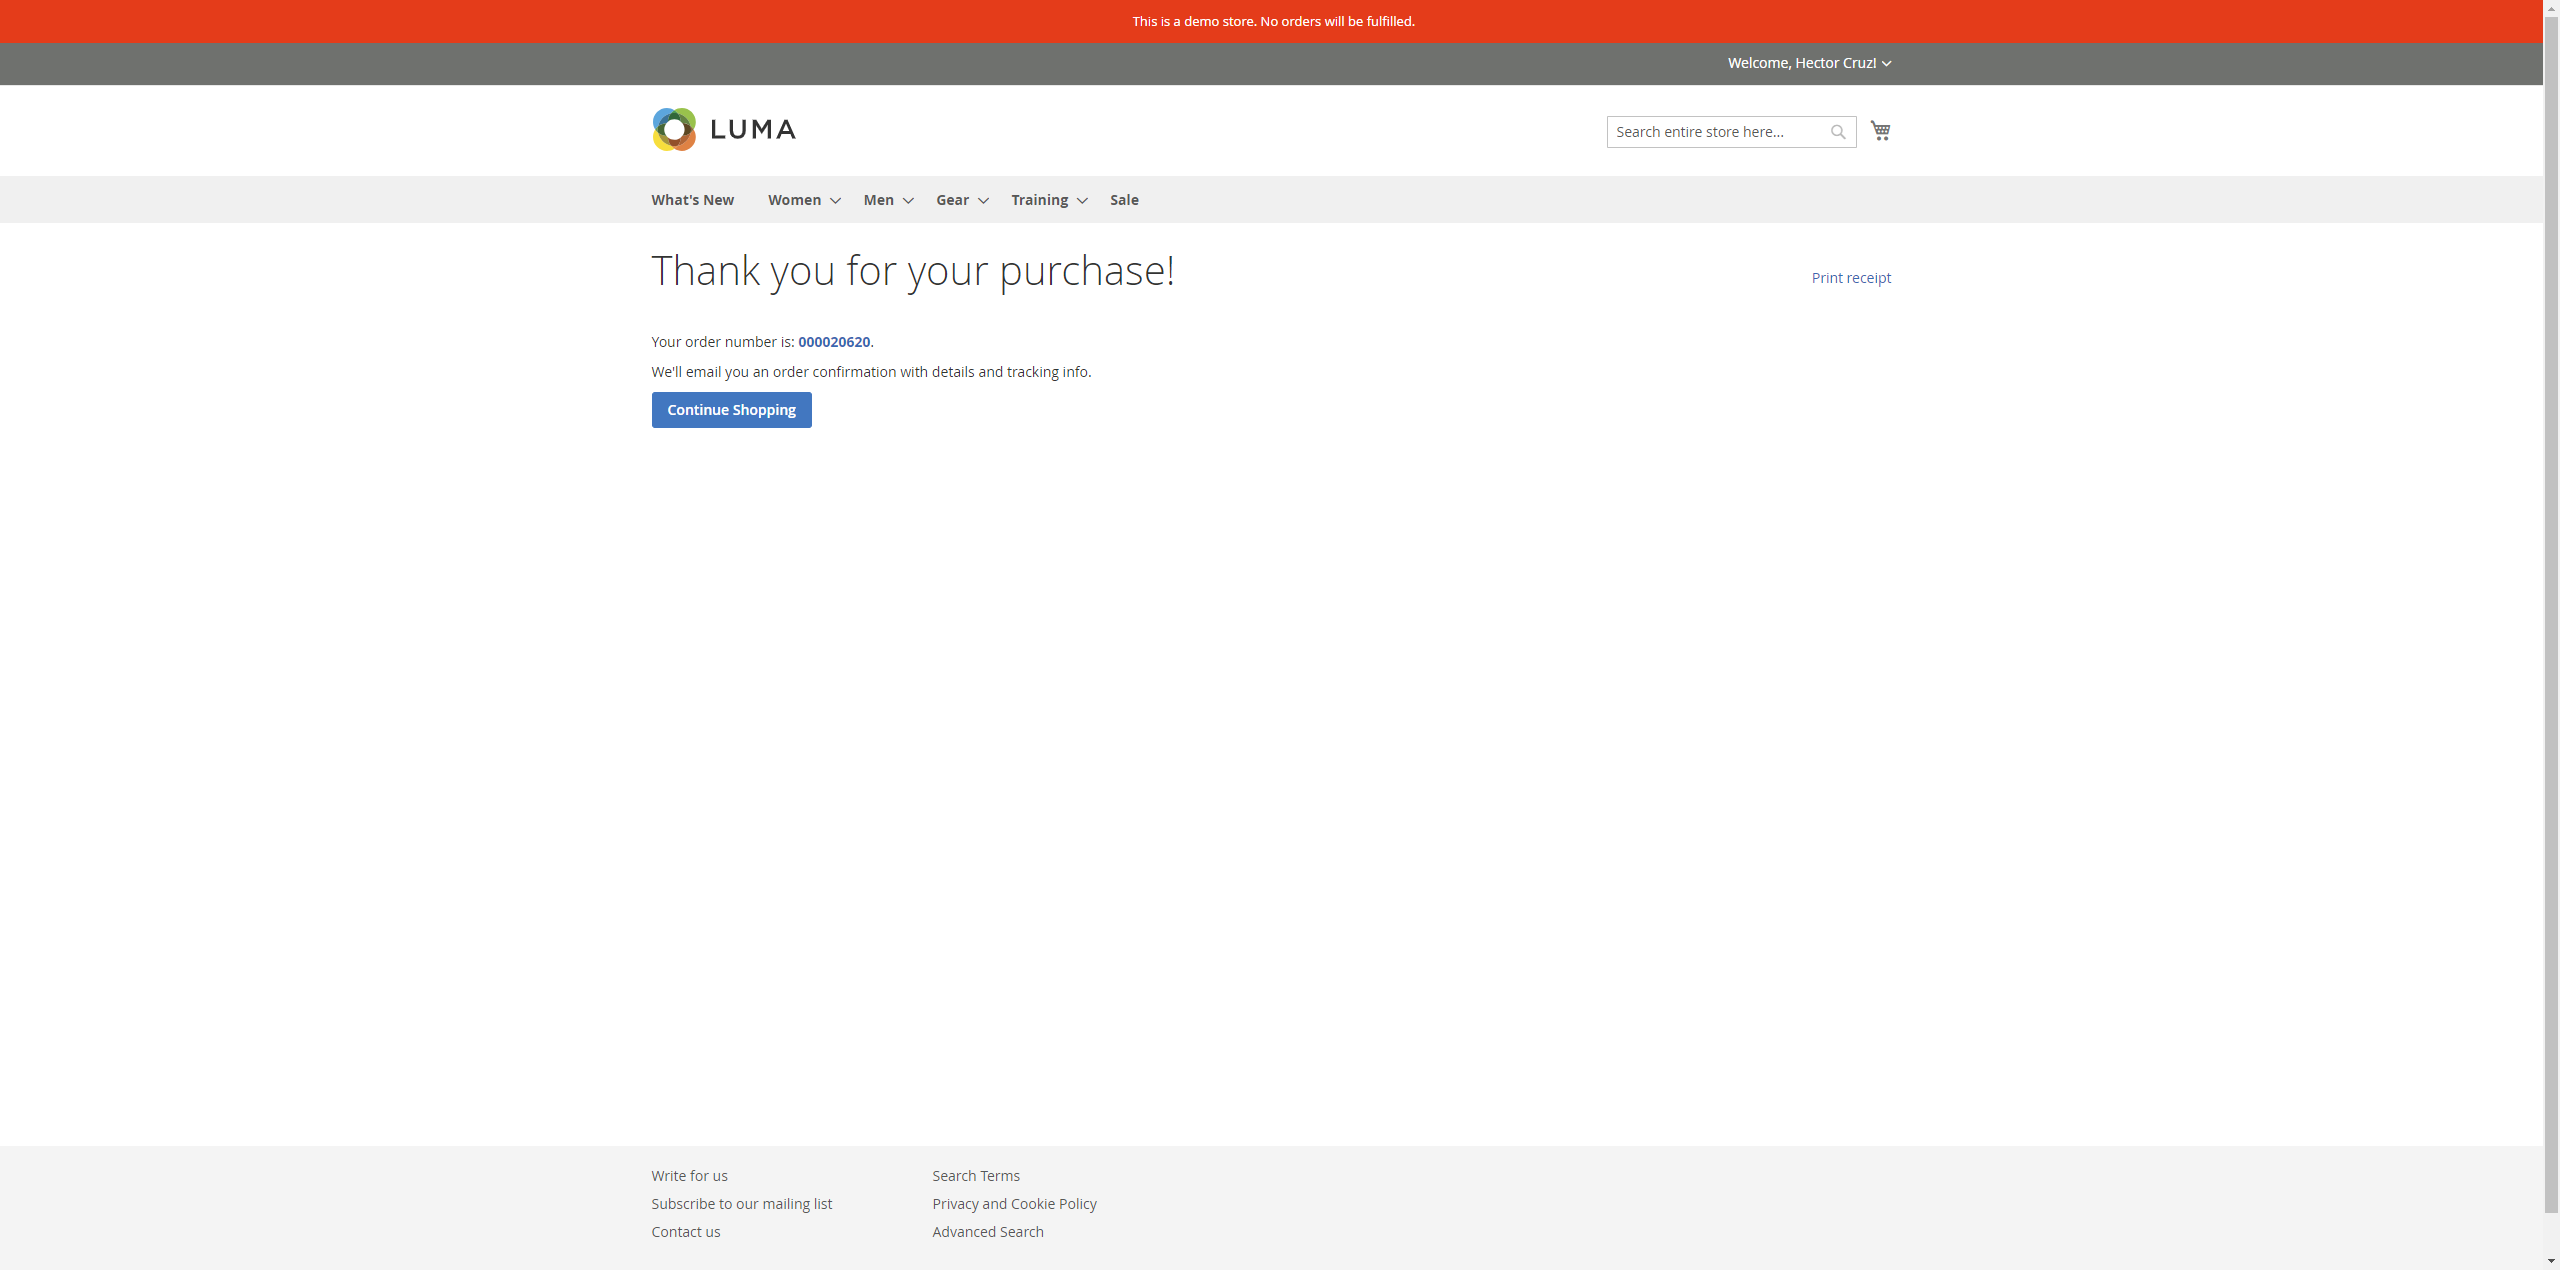 This is a demo store. No orders will be fulfilled.
Welcome, Hector Cruz!
LUMA
Search entire store here...
What's New Women Men Gear Training Sale
Thank you for your purchase!
Print receipt
Your order number is: 000020620.
We'll email you an order confirmation with details and tracking info.
Continue Shopping
Write for us
Subscribe to our mailing list
Contact us
Search Terms
Privacy and Cookie Policy
Advanced Search